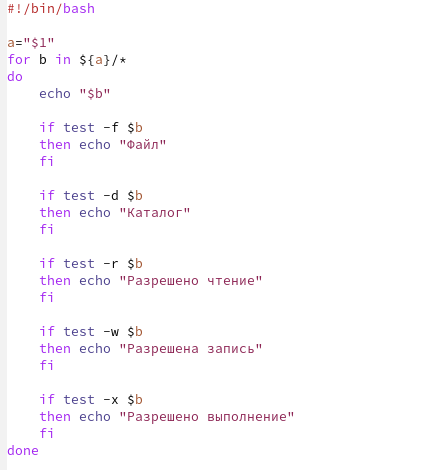 #!/bin/bash

a="$1"
for b in ${a}/*
do
    echo "$b"

    if test -f $b
    then echo "Файл"
    fi

    if test -d $b
    then echo "Каталог"
    fi

    if test -r $b
    then echo "Разрешено чтение"
    fi

    if test -w $b
    then echo "Разрешена запись"
    fi

    if test -x $b
    then echo "Разрешено выполнение"
    fi
done